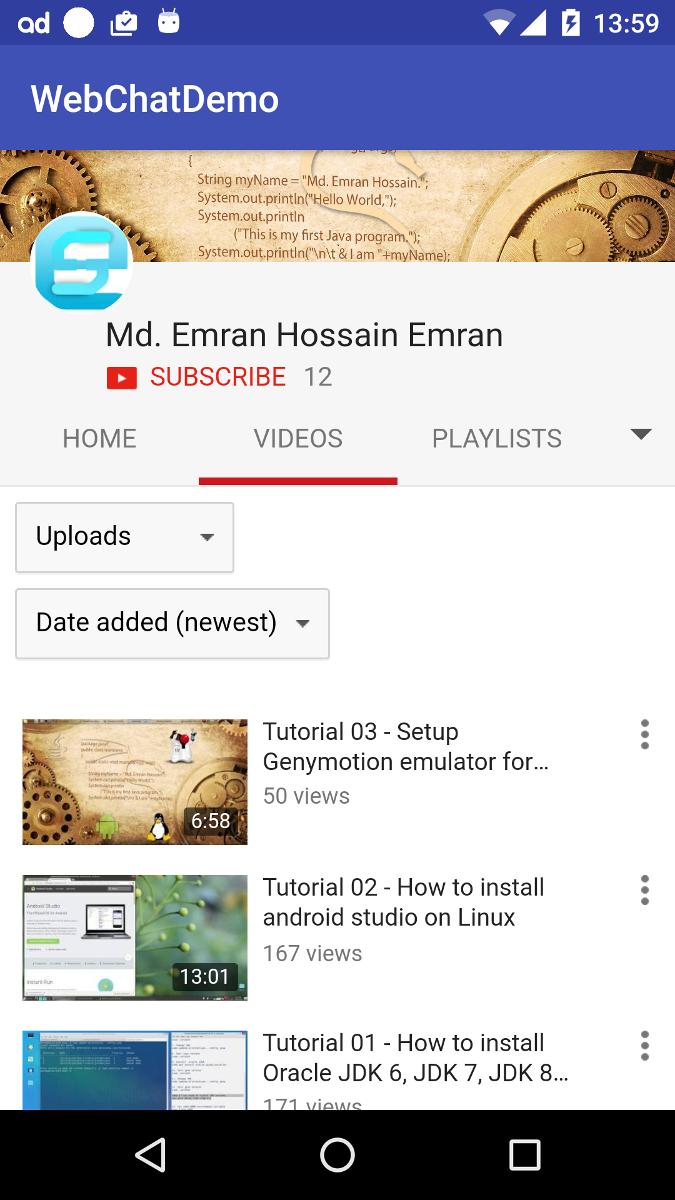 13:59
WebChatDemo
{
String myName = "Md. Emran Hossain.";
System.out.println("Hello World,");
System.out.println
("This is my first Java program.");
System.out.println("\n\t & I am "+myName);
Md. Emran Hossain Emran
SUBSCRIBE 12
HOME VIDEOS PLAYLISTS
Uploads
Date added (newest)
Tutorial 03 - Setup
Genymotion emulator for...
50 views
6:58
Tutorial 02 - How to install
android studio on Linux
167 views
Android Studio
Instant Run
13:01
Tutorial 01 - How to install
Oracle JDK 6, JDK 7, JDK 8...
171 views